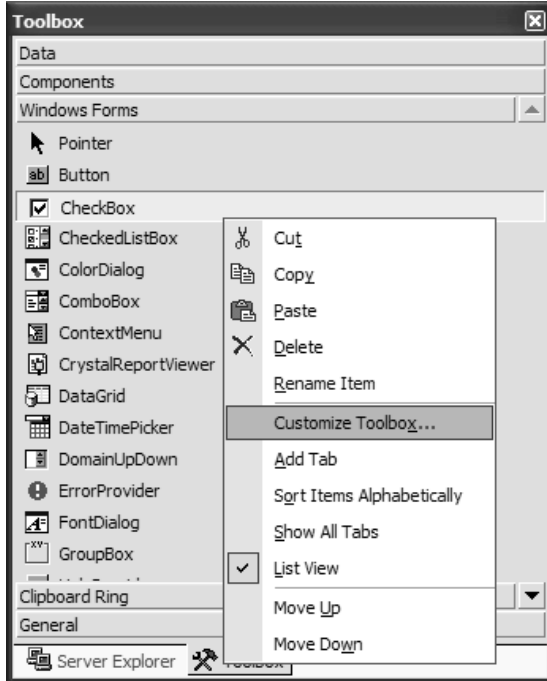 Toolbox
Data
Components
Windows Forms
Pointer
Button
CheckBox
CheckedListBox
ColorDialog
ComboBox
ContextMenu
CrystalReportViewer
DataGrid
DateTimePicker
DomainUpDown
ErrorProvider
FontDialog
GroupBox
Clipboard Ring
General
Server Explorer
Cut
Copy
Paste
Delete
Rename Item
Customize Toolbox...
Add Tab
Sort Items Alphabetically
Show All Tabs
List View
Move Up
Move Down